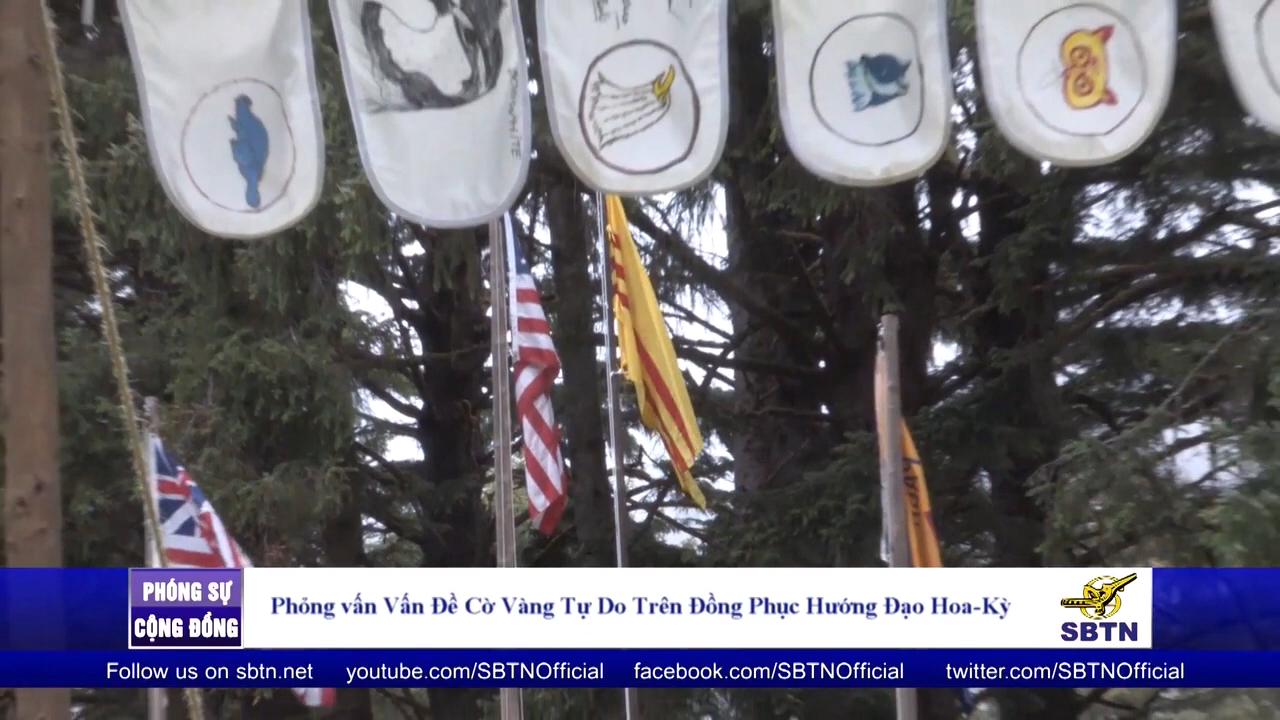 PHÓNG SỰ
CỘNG ĐỒNG
Phỏng vấn Vấn Đề Cờ Vàng Tự Do Trên Đồng Phục Hướng Đạo Hoa-Kỳ
SBTN
Follow us on sbtn.net youtube.com/SBTNOfficial facebook.com/SBTNOfficial twitter.com/SBTNOfficial